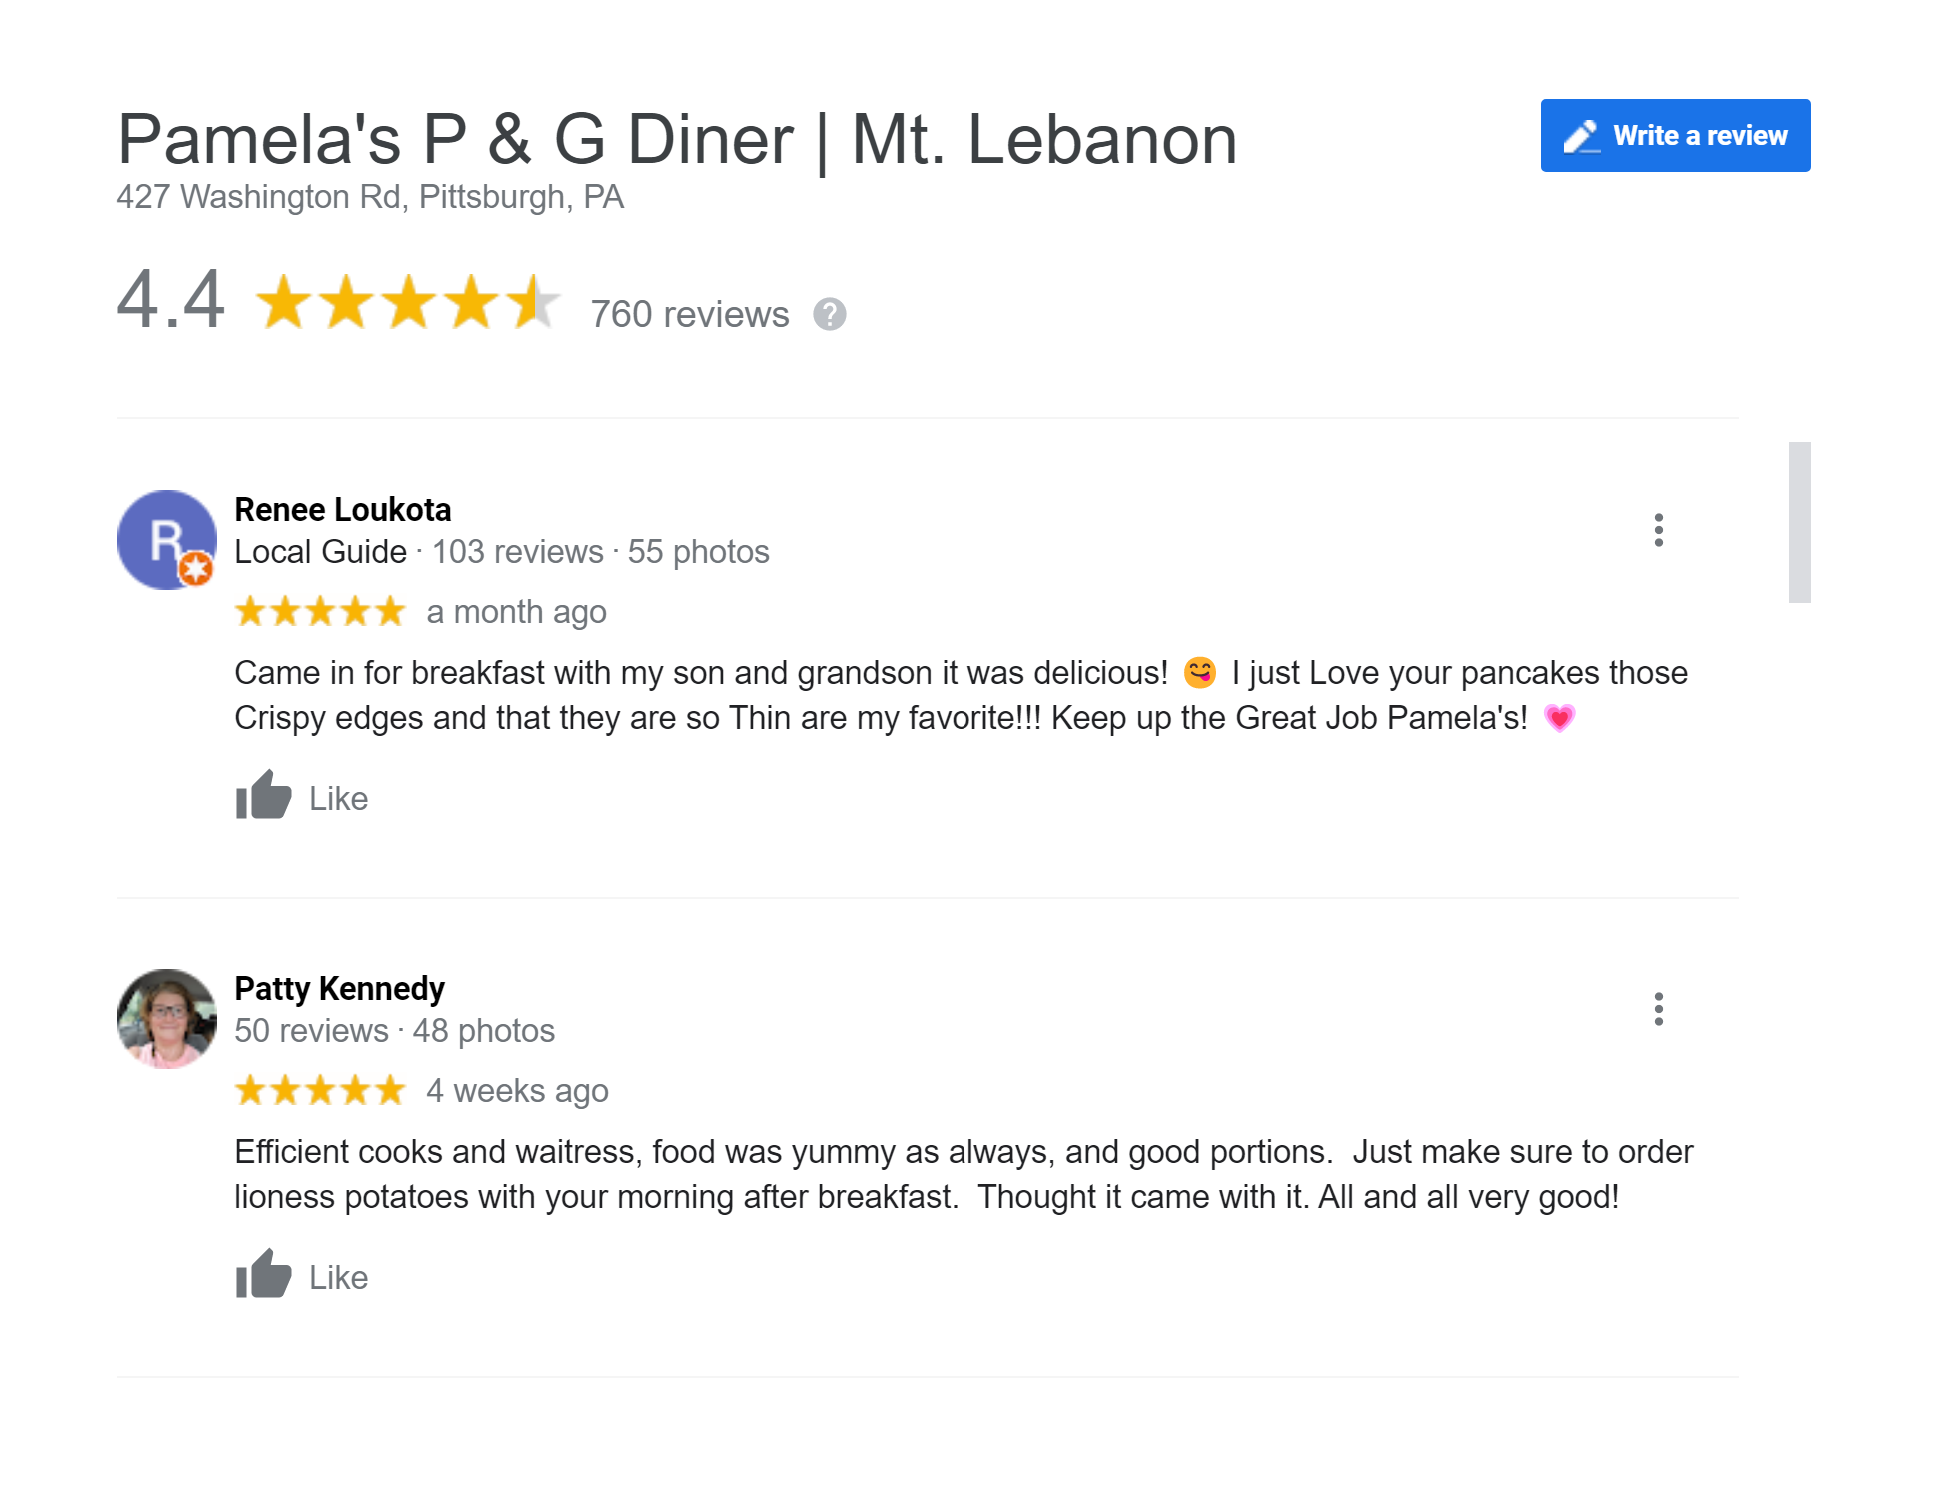 Pamela's P & G Diner | Mt. Lebanon
Write a review
427 Washington Rd, Pittsburgh, PA
4.4 760 reviews ?
R
Renee Loukota
Local Guide · 103 reviews · 55 photos
a month ago
Came in for breakfast with my son and grandson it was delicious! 😋 I just Love your pancakes those
Crispy edges and that they are so Thin are my favorite!!! Keep up the Great Job Pamela's! 💗
Like
Patty Kennedy
50 reviews · 48 photos
4 weeks ago
Efficient cooks and waitress, food was yummy as always, and good portions.  Just make sure to order
lioness potatoes with your morning after breakfast.  Thought it came with it. All and all very good!
Like